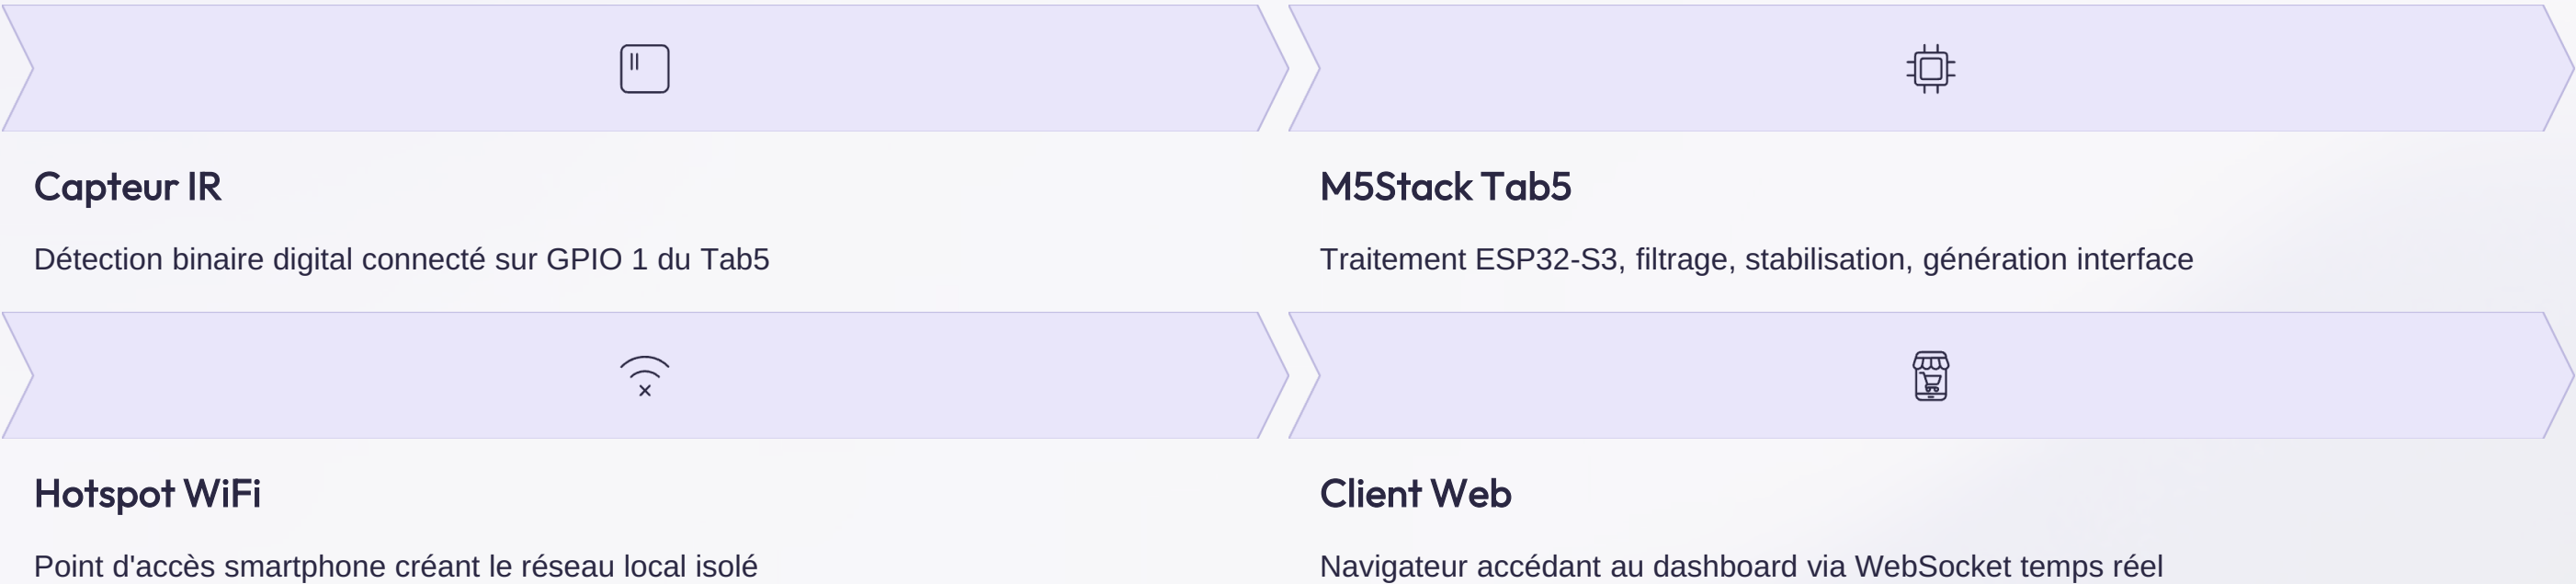 Capteur IR
Détection binaire digital connecté sur GPIO 1 du Tab5
M5Stack Tab5
Traitement ESP32-S3, filtrage, stabilisation, génération interface
Hotspot WiFi
Point d'accès smartphone créant le réseau local isolé
Client Web
Navigateur accédant au dashboard via WebSocket temps réel